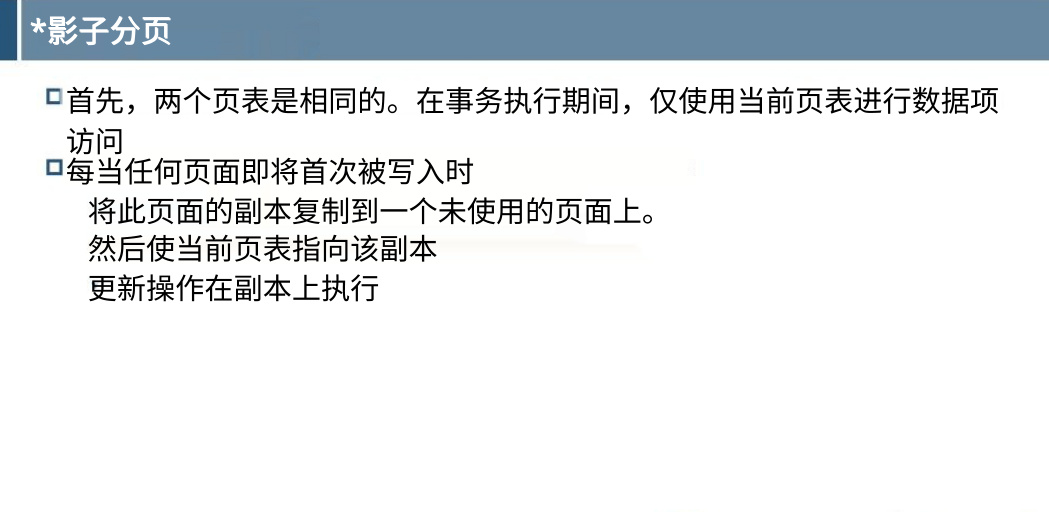 *影子分页
首先，两个页表是相同的。在事务执行期间，仅使用当前页表进行数据项
访问
每当任何页面即将首次被写入时
将此页面的副本复制到一个未使用的页面上。
然后使当前页表指向该副本
更新操作在副本上执行